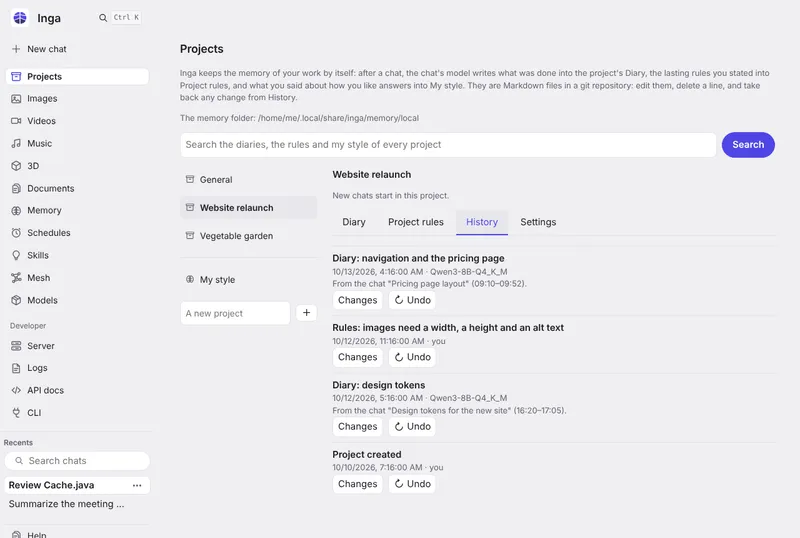 Inga
Ctrl K
New chat
Projects
Images
Videos
Music
3D
Documents
Memory
Schedules
Skills
Mesh
Models
Developer
Server
Logs
API docs
CLI
Recents
Search chats
Review Cache.java
Summarize the meeting ...
Help
Projects
Inga keeps the memory of your work by itself: after a chat, the chat's model writes what was done into the project's Diary, the lasting rules you stated into
Project rules, and what you said about how you like answers into My style. They are Markdown files in a git repository: edit them, delete a line, and take
back any change from History.
The memory folder: /home/me/.local/share/inga/memory/local
Search the diaries, the rules and my style of every project
Search
General
Website relaunch
Vegetable garden
My style
A new project
Website relaunch
New chats start in this project.
Diary
Project rules
History
Settings
Diary: navigation and the pricing page
10/13/2026, 4:16:00 AM · Qwen3-8B-Q4_K_M
From the chat "Pricing page layout" (09:10–09:52).
Changes
Undo
Rules: images need a width, a height and an alt text
10/12/2026, 11:16:00 AM · you
Changes
Undo
Diary: design tokens
10/12/2026, 5:16:00 AM · Qwen3-8B-Q4_K_M
From the chat "Design tokens for the new site" (16:20–17:05).
Changes
Undo
Project created
10/10/2026, 7:16:00 AM · you
Changes
Undo